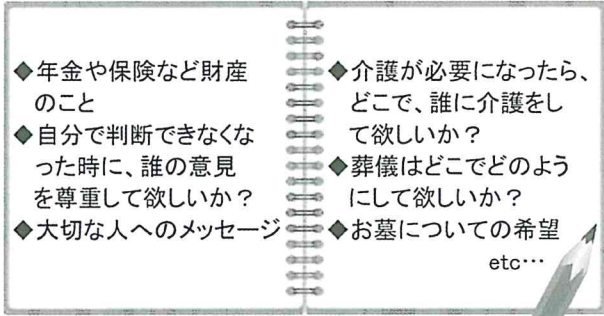 ◆年金や保険など財産
のこと
◆自分で判断できなくな
った時に、誰の意見
を尊重して欲しいか？
◆大切な人へのメッセージ
◆介護が必要になったら、
どこで、誰に介護をし
て欲しいか？
◆葬儀はどこでどのよう
にして欲しいか？
◆お墓についての希望
etc…